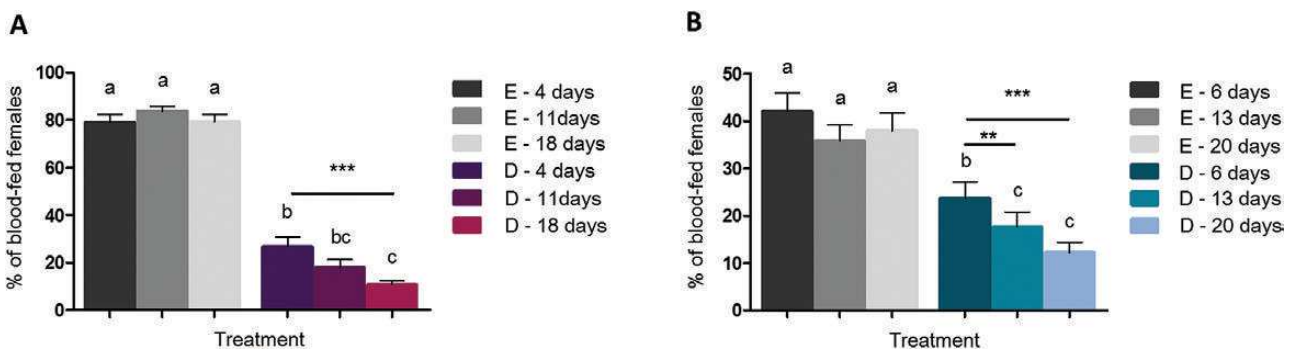 A
% of blood-fed females
100
80
60
40
20
0
a
a
a
b
bc
c
***
Treatment
E - 4 days
E - 11days
E - 18 days
D - 4 days
D - 11days
D - 18 days
B
% of blood-fed females
50
40
30
20
10
0
a
a
a
b
c
c
***
**
Treatment
E - 6 days
E - 13 days
E - 20 days
D - 6 days
D - 13 days
D - 20 days